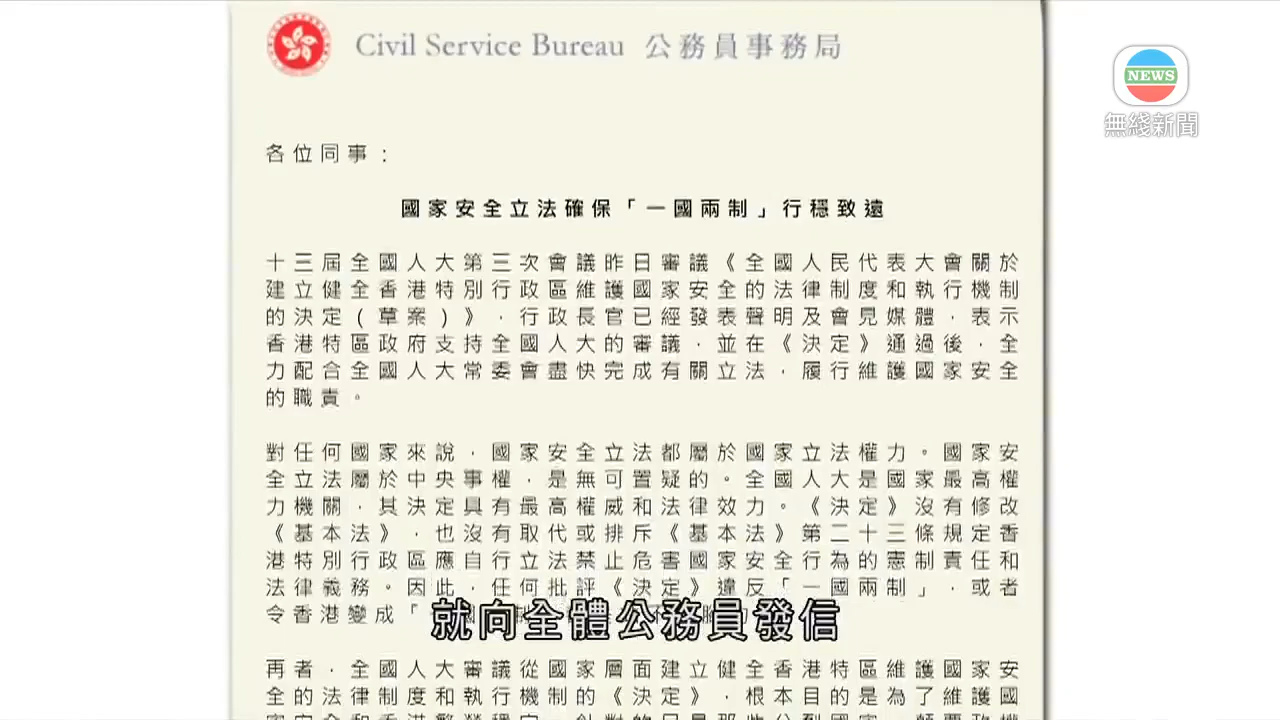 Civil Service Bureau 公務員事務局
NEWS
無綫新聞
各位同事：
國家安全立法確保「一國兩制」行穩致遠
十三屆全國人大第三次會議昨日審議《全國人民代表大會關於
建立健全香港特別行政區維護國家安全的法律制度和執行機制
的決定（草案）》，行政長官已經發表聲明及會見媒體，表示
香港特區政府支持全國人大的審議，並在《決定》通過後，全
力配合全國人大常委會盡快完成有關立法，履行維護國家安全
的職責。
對任何國家來說，國家安全立法都屬於國家立法權力。國家安
全立法屬於中央事權，是無可置疑的。全國人大是國家最高權
力機關，其決定具有最高權威和法律效力。《決定》沒有修改
《基本法》，也沒有取代或排斥《基本法》第二十三條規定香
港特別行政區應自行立法禁止危害國家安全行為的憲制責任和
法律義務。因此，任何批評《決定》違反「一國兩制」，或者
令香港變成「
就向全體公務員發信
再者，全國人大審議從國家層面建立健全香港特區維護國家安
全的法律制度和執行機制的《決定》，根本目的是為了維護國